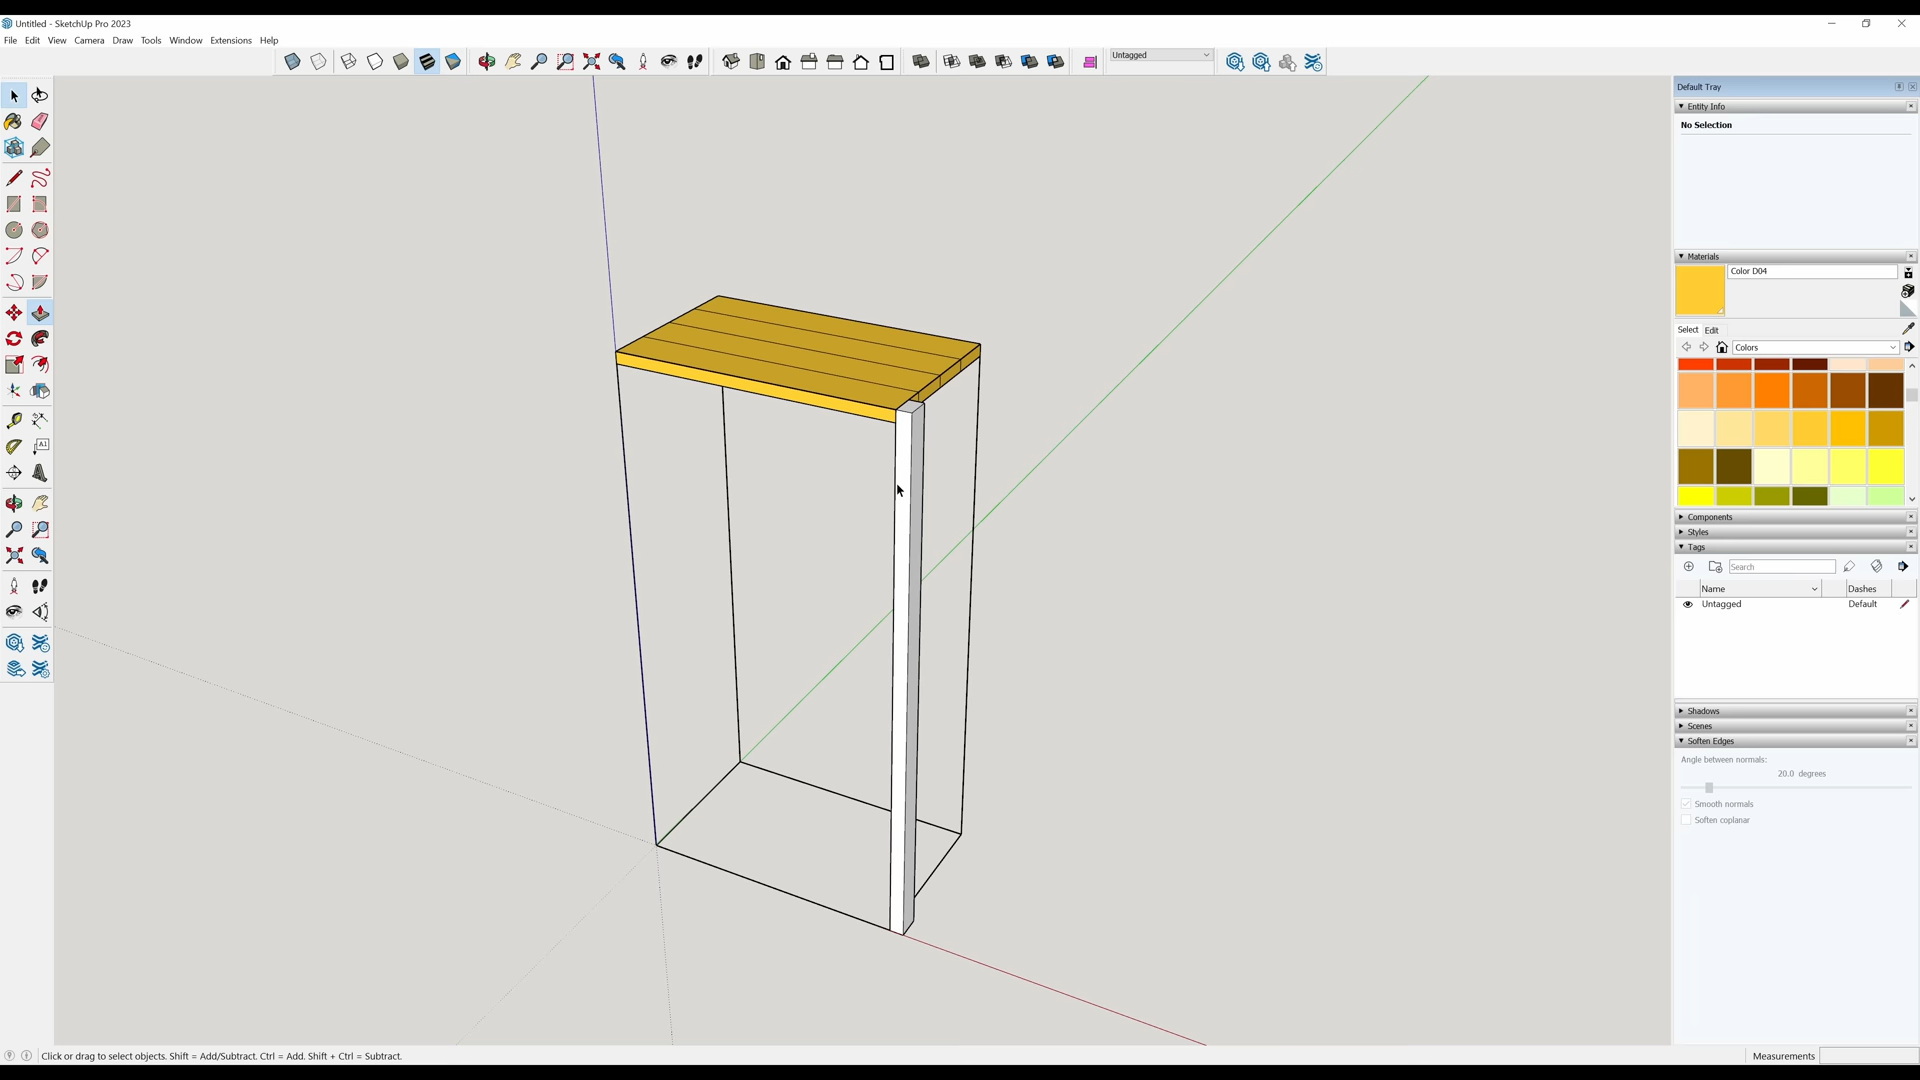 Untitled - SketchUp Pro 2023
File Edit View Camera Draw Tools Window Extensions Help
Untagged
Default Tray
Entity Info
No Selection
Materials
Color D04
Select Edit
Colors
Components
Styles
Tags
Search
Name Dashes
Untagged Default
Shadows
Scenes
Soften Edges
Angle between normals:
20.0 degrees
Smooth normals
Soften coplanar
A1
Click or drag to select objects. Shift = Add/Subtract. Ctrl = Add. Shift + Ctrl = Subtract.
Measurements